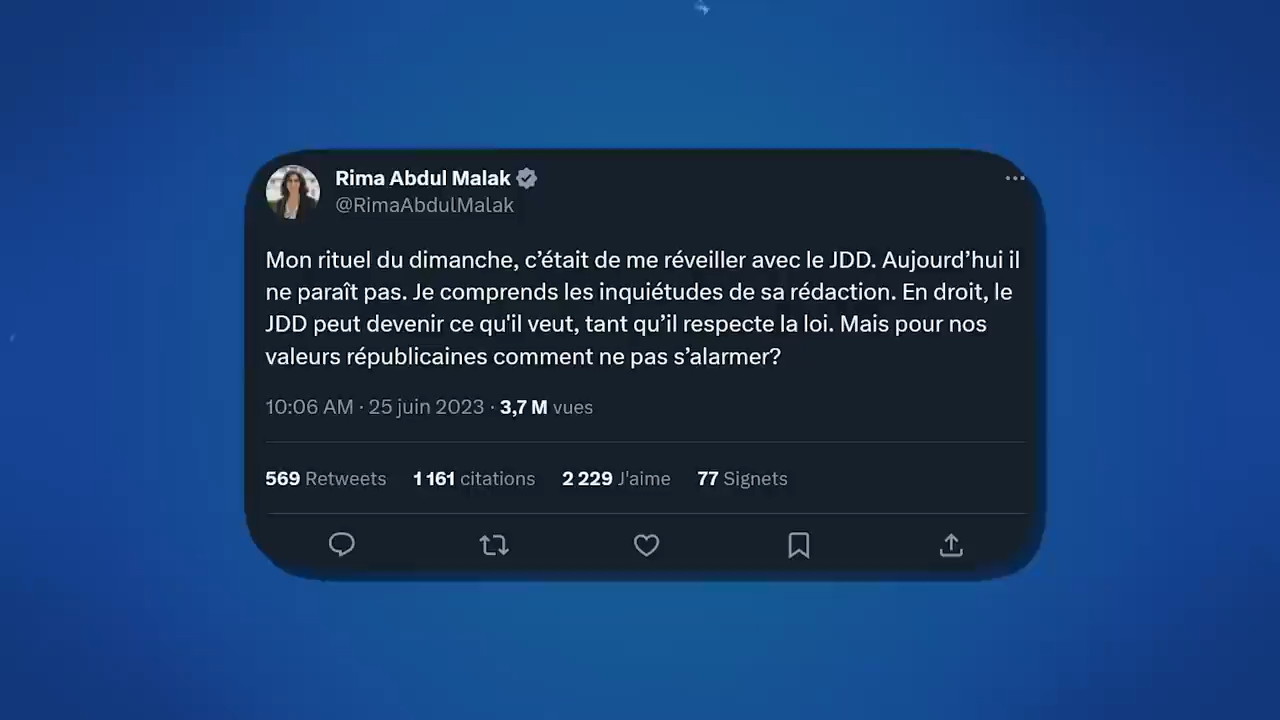 Rima Abdul Malak
@RimaAbdulMalak
Mon rituel du dimanche, c’était de me réveiller avec le JDD. Aujourd’hui il
ne paraît pas. Je comprends les inquiétudes de sa rédaction. En droit, le
JDD peut devenir ce qu'il veut, tant qu’il respecte la loi. Mais pour nos
valeurs républicaines comment ne pas s’alarmer?
10:06 AM · 25 juin 2023 · 3,7 M vues
569 Retweets 1 161 citations 2 229 J'aime 77 Signets